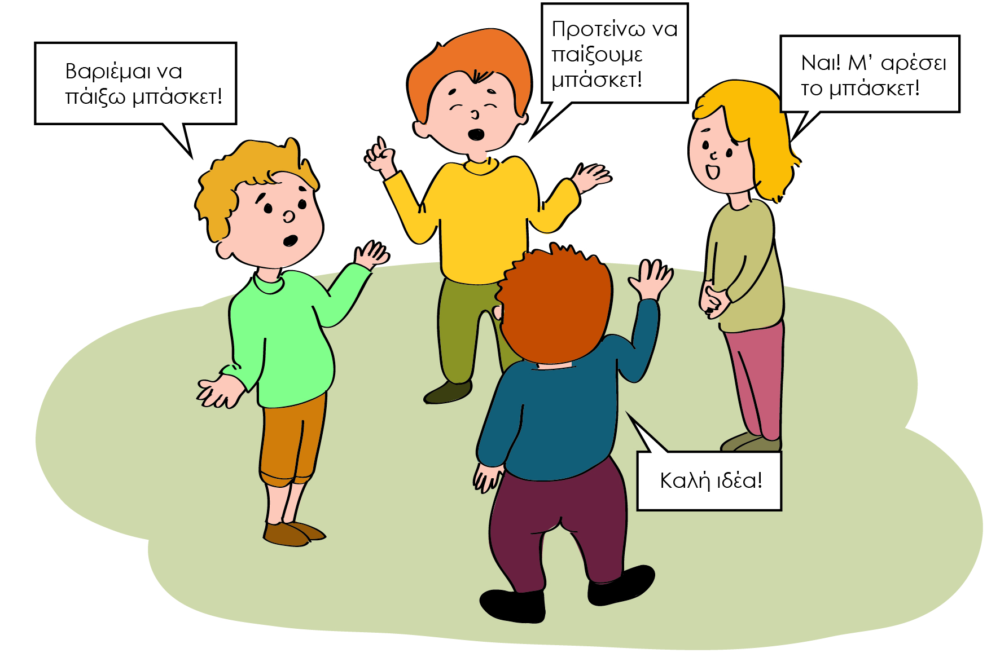 Βαριέμαι να
πάιξω μπάσκετ!
Προτείνω να
παίξουμε
μπάσκετ!
Ναι! Μ' αρέσει
το μπάσκετ!
Καλή ιδέα!